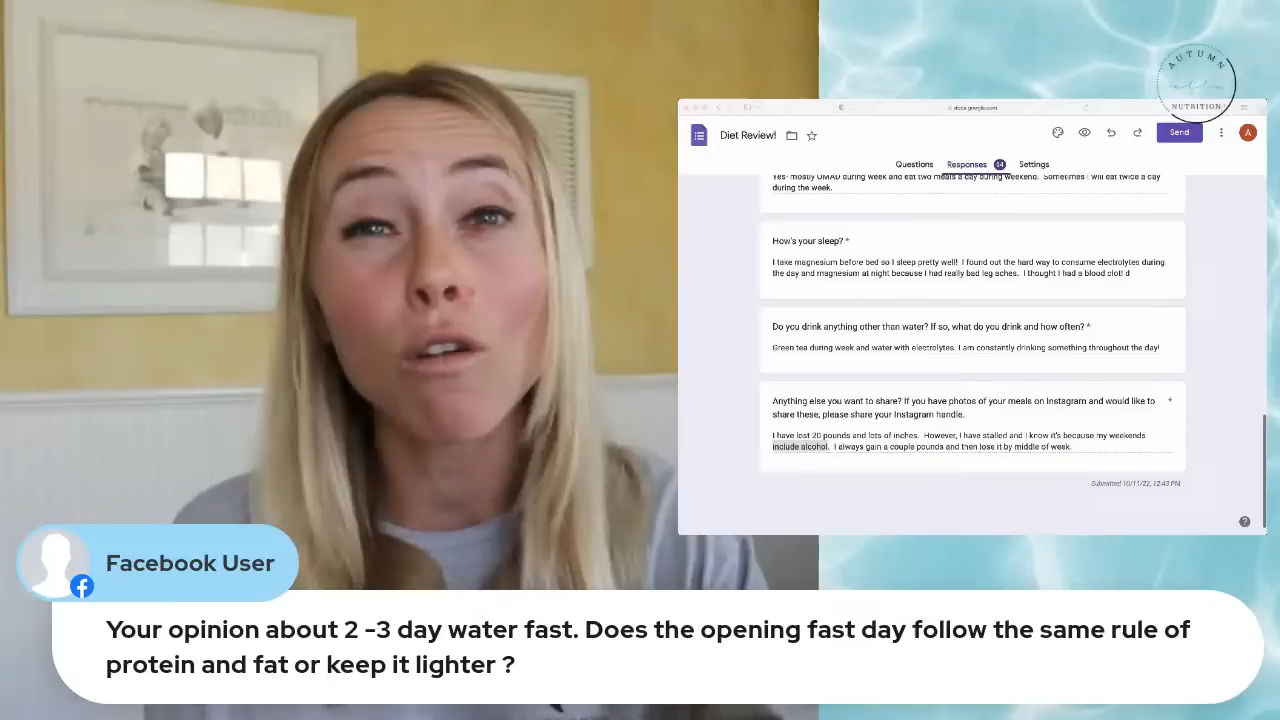 AUTUMN
elle
NUTRITION
docs.google.com
Diet Review!
Send
A
Questions
Responses 54
Settings
Yes- mostly OMAD during week and eat two meals a day during weekend. Sometimes I will eat twice a day
during the week.
How's your sleep? *
I take magnesium before bed so I sleep pretty well! I found out the hard way to consume electrolytes during
the day and magnesium at night because I had really bad leg aches. I thought I had a blood clot! d
Do you drink anything other than water? If so, what do you drink and how often? *
Green tea during week and water with electrolytes. I am constantly drinking something throughout the day!
Anything else you want to share? If you have photos of your meals on Instagram and would like to *
share these, please share your Instagram handle.
I have lost 20 pounds and lots of inches. However, I have stalled and I know it's because my weekends
include alcohol. I always gain a couple pounds and then lose it by middle of week.
Submitted 10/11/22, 12:43 PM
Facebook User
Your opinion about 2 -3 day water fast. Does the opening fast day follow the same rule of
protein and fat or keep it lighter ?